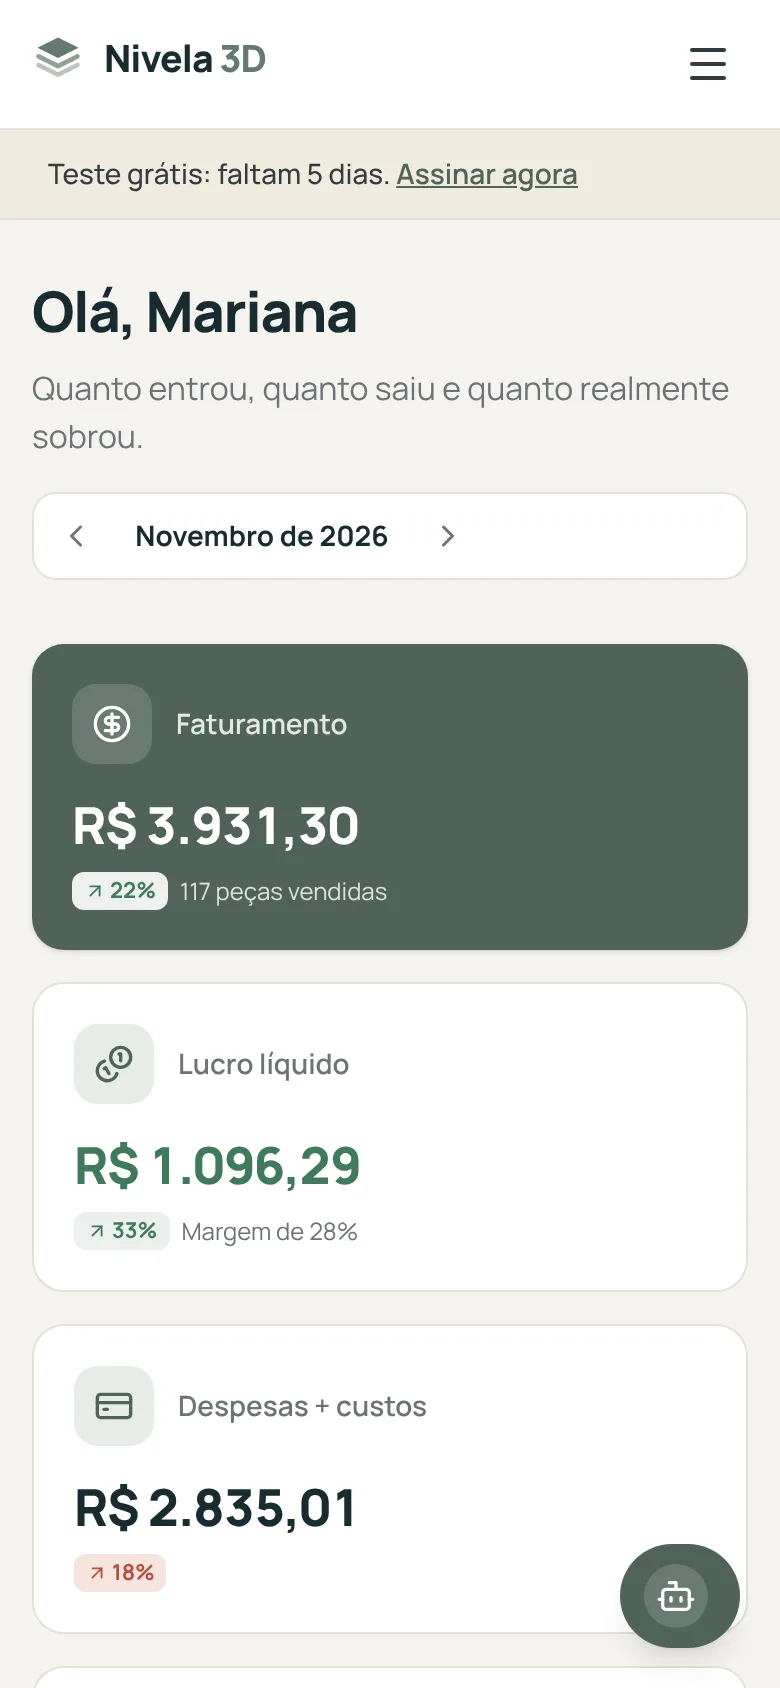 Nivela 3D
Teste grátis: faltam 5 dias. Assinar agora
Olá, Mariana
Quanto entrou, quanto saiu e quanto realmente
sobrou.
Novembro de 2026
Faturamento
R$ 3.931,30
22% 117 peças vendidas
Lucro líquido
R$ 1.096,29
33% Margem de 28%
Despesas + custos
R$ 2.835,01
18%